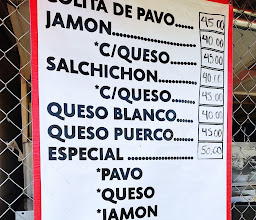 LOLITA DE PAVO..... 45.00
JAMON............... 40.00
*C/QUESO...... 45.00
SALCHICHON........... 40.00
*C/QUESO....... 45.00
QUESO BLANCO.... 40.00
QUESO PUERCO.... 45.00
ESPECIAL ............... 50.00
*PAVO
*QUESO
*JAMON